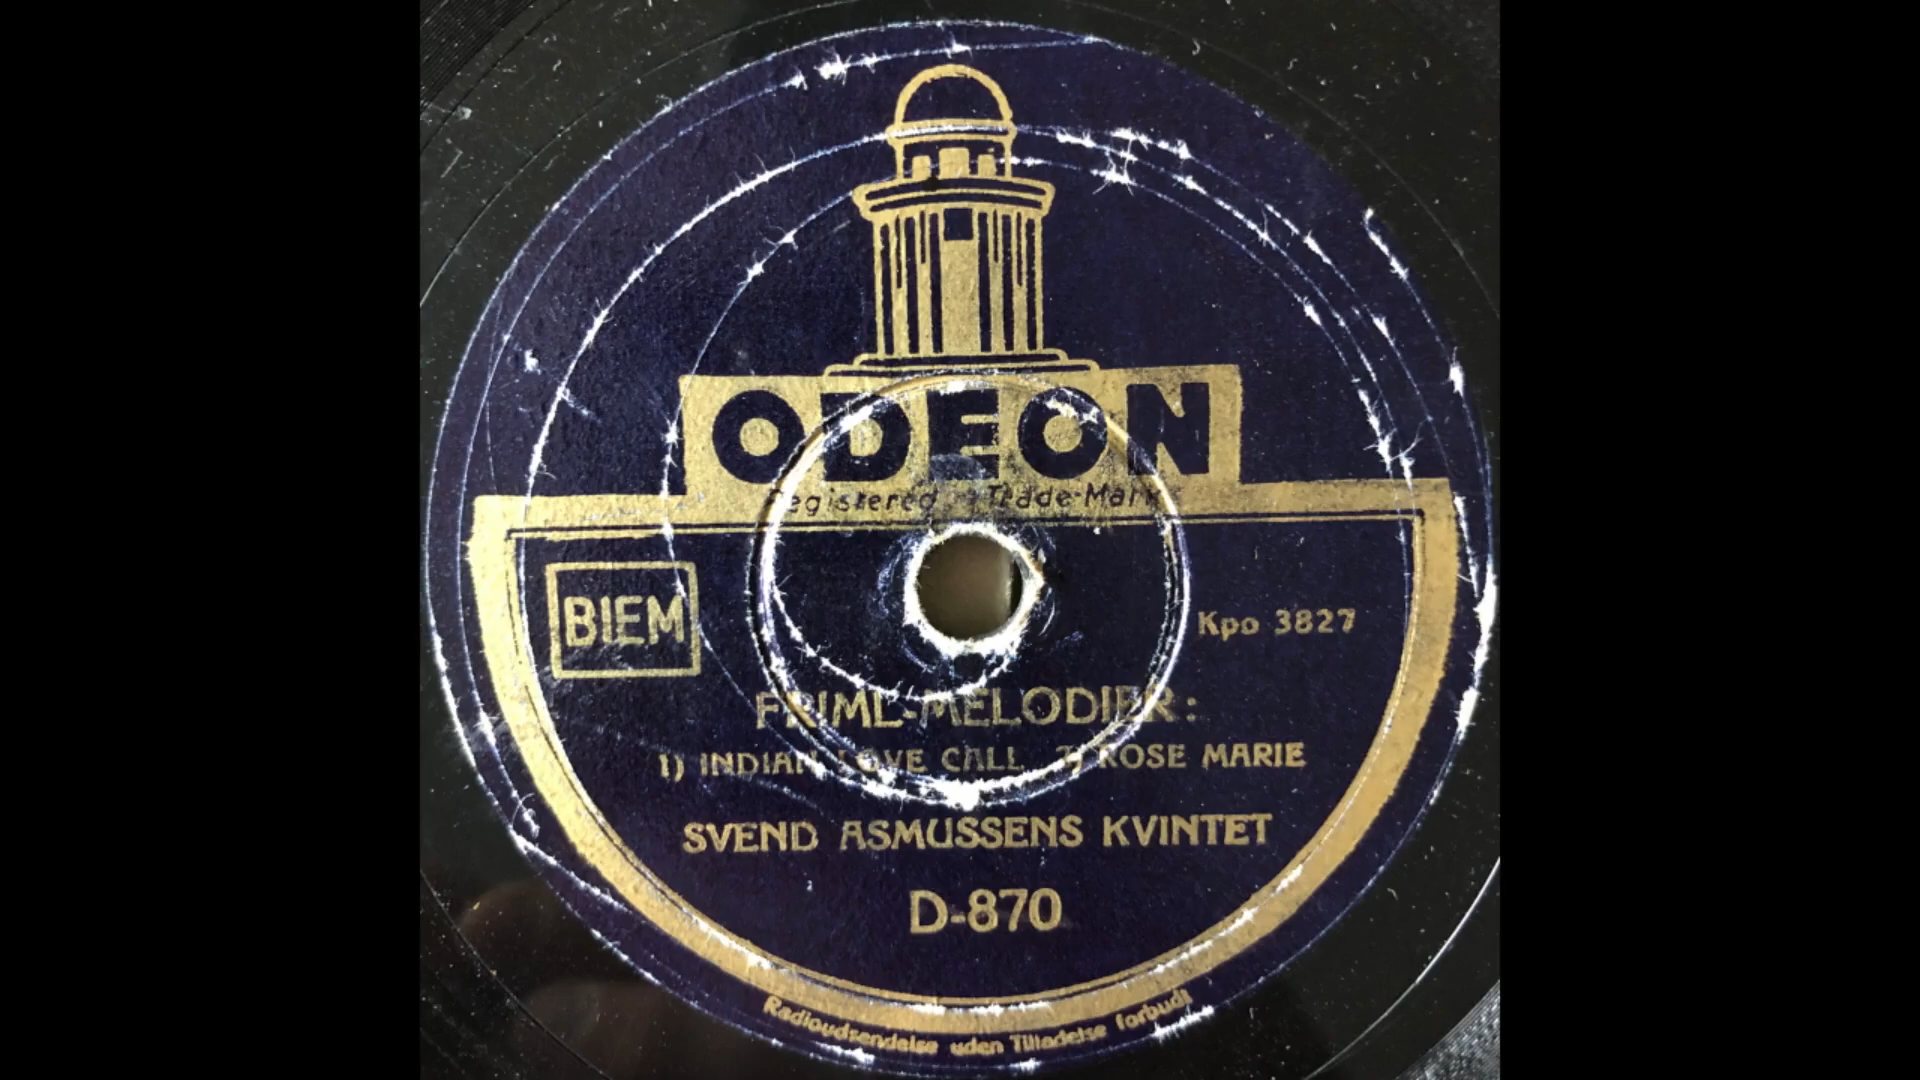 ODEON
Registered Trade-Mark
BIEM
Kpo 3827
FRIML-MELODIER:
1) INDIAN LOVE CALL 2) ROSE MARIE
SVEND ASMUSSENS KVINTET
D-870
Radioudsendelse uden Tilladelse forbudt